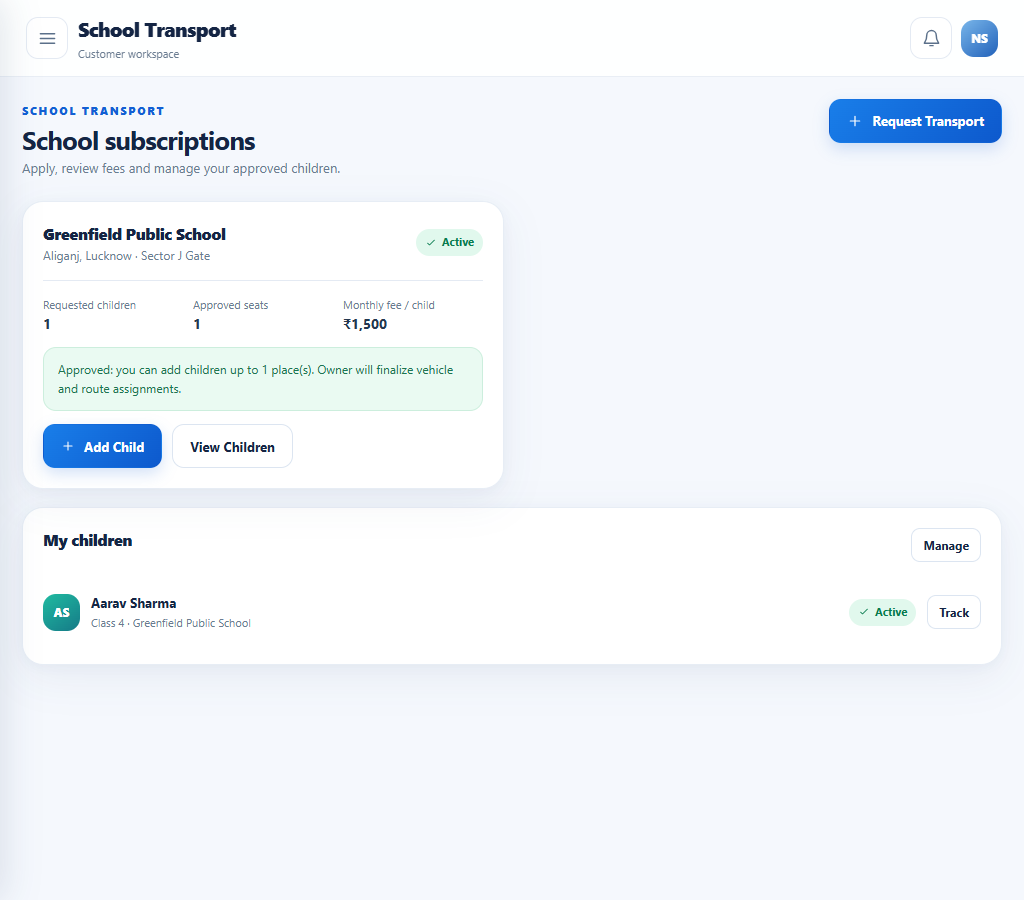 School Transport
Customer workspace
NS
SCHOOL TRANSPORT
School subscriptions
Apply, review fees and manage your approved children.
+ Request Transport
Greenfield Public School
Aliganj, Lucknow · Sector J Gate
✓ Active
Requested children
1
Approved seats
1
Monthly fee / child
₹1,500
Approved: you can add children up to 1 place(s). Owner will finalize vehicle
and route assignments.
+ Add Child
View Children
My children
Manage
AS
Aarav Sharma
Class 4 · Greenfield Public School
✓ Active
Track